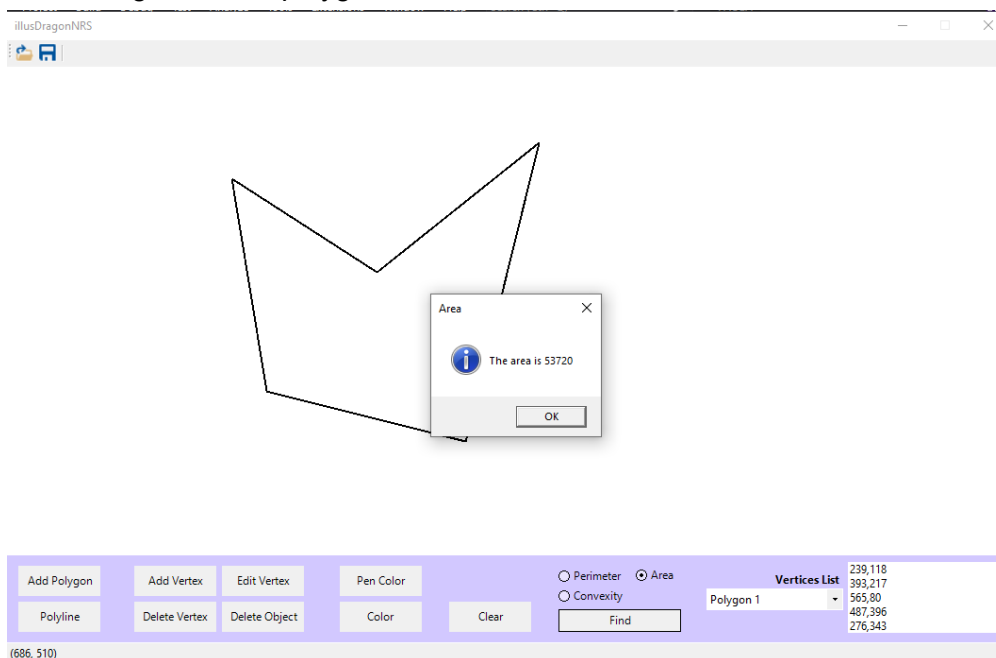 illusDragonNRS
Area
The area is 53720
OK
Add Polygon
Add Vertex
Edit Vertex
Pen Color
Perimeter
Area
Convexity
Vertices List
239,118
393,217
565,80
487,396
276,343
Polygon 1
Polyline
Delete Vertex
Delete Object
Color
Clear
Find
(686, 510)